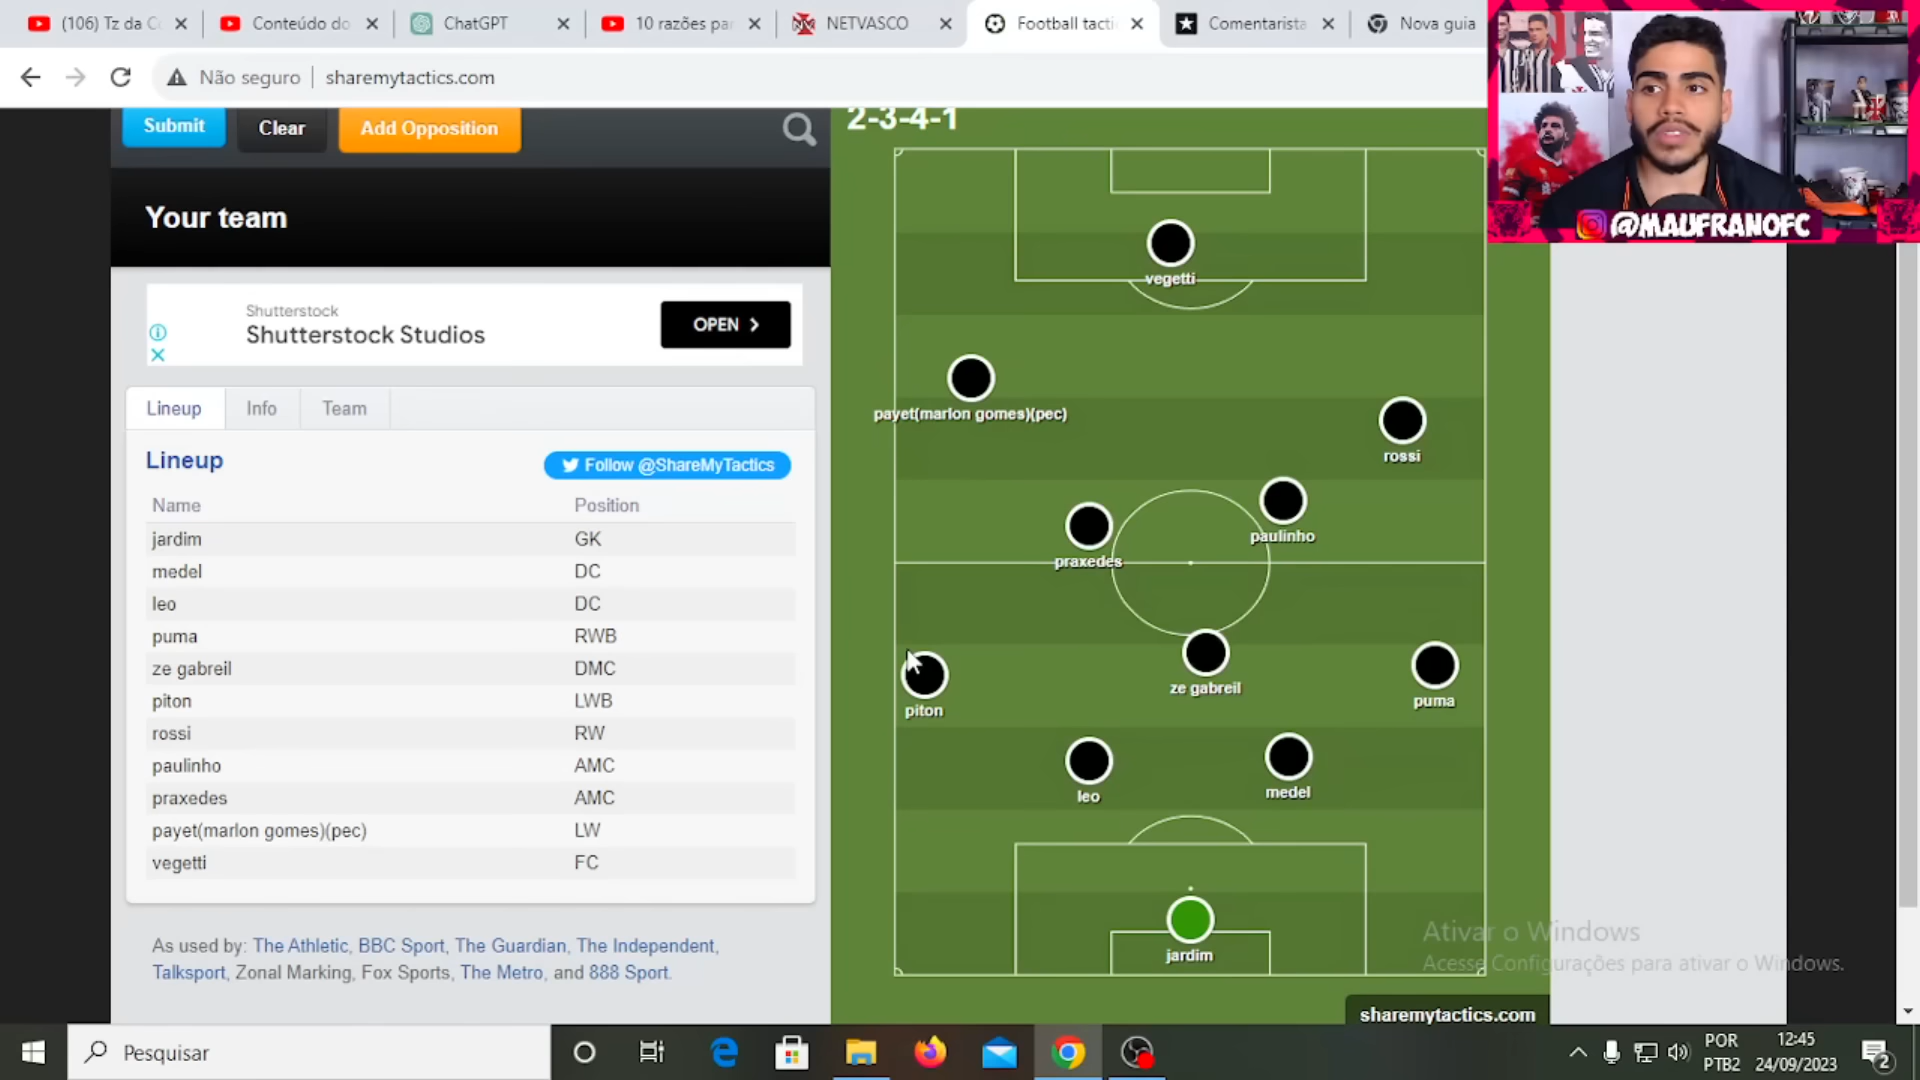 (106) Tz da C
Conteúdo do
ChatGPT
10 razões par
NETVASCO
Football tacti
Comentarista
Nova guia
Não seguro
sharemytactics.com
Submit
Clear
Add Opposition
2-3-4-1
@MAUFRANOFC
Your team
Shutterstock
Shutterstock Studios
OPEN
Lineup
Info
Team
Lineup
Follow @ShareMyTactics
Name Position
jardim GK
medel DC
leo DC
puma RWB
ze gabreil DMC
piton LWB
rossi RW
paulinho AMC
praxedes AMC
payet(marlon gomes)(pec) LW
vegetti FC
As used by: The Athletic, BBC Sport, The Guardian, The Independent,
Talksport, Zonal Marking, Fox Sports, The Metro, and 888 Sport.
vegetti
payet(marlon gomes)(pec)
rossi
paulinho
praxedes
ze gabreil
piton
puma
leo
medel
jardim
Ativar o Windows
Acesse Configurações para ativar o Windows.
sharemytactics.com
Pesquisar
POR
PTB2
12:45
24/09/2023
2